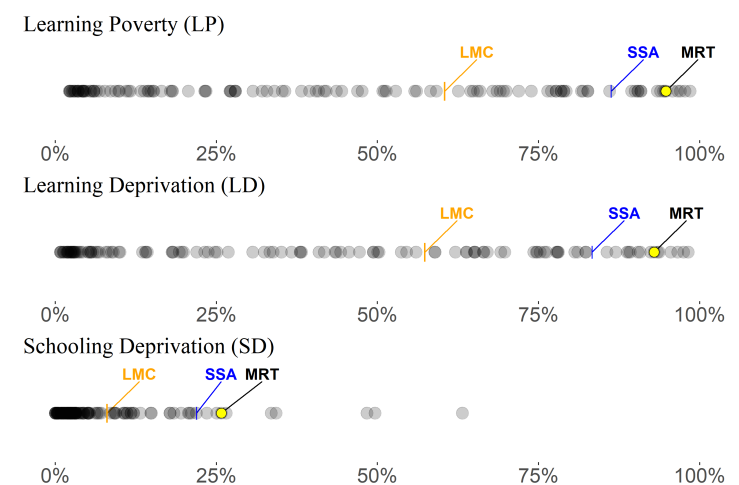 Learning Poverty (LP)
LMC SSA MRT
0% 25% 50% 75% 100%
Learning Deprivation (LD)
LMC SSA MRT
0% 25% 50% 75% 100%
Schooling Deprivation (SD)
LMC SSA MRT
0% 25% 50% 75% 100%